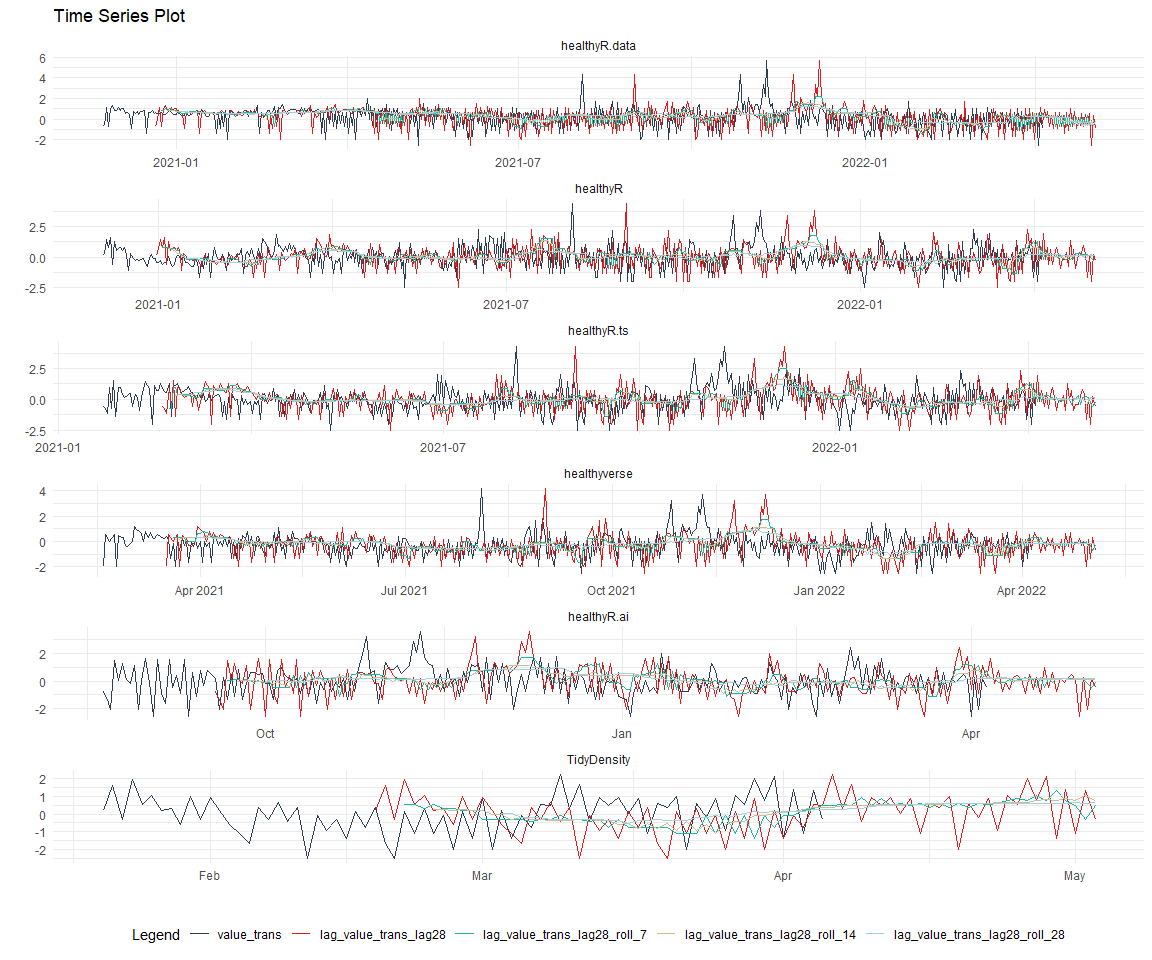 Time Series Plot
healthyR.data
6
4
2
0
-2
2021-01 2021-07 2022-01
healthyR
2.5
0.0
-2.5
2021-01 2021-07 2022-01
healthyR.ts
2.5
0.0
-2.5
2021-01 2021-07 2022-01
healthyverse
4
2
0
-2
Apr 2021 Jul 2021 Oct 2021 Jan 2022 Apr 2022
healthyR.ai
2
0
-2
Oct Jan Apr
TidyDensity
2
1
0
-1
-2
Feb Mar Apr May
Legend value_trans lag_value_trans_lag28 lag_value_trans_lag28_roll_7 lag_value_trans_lag28_roll_14 lag_value_trans_lag28_roll_28